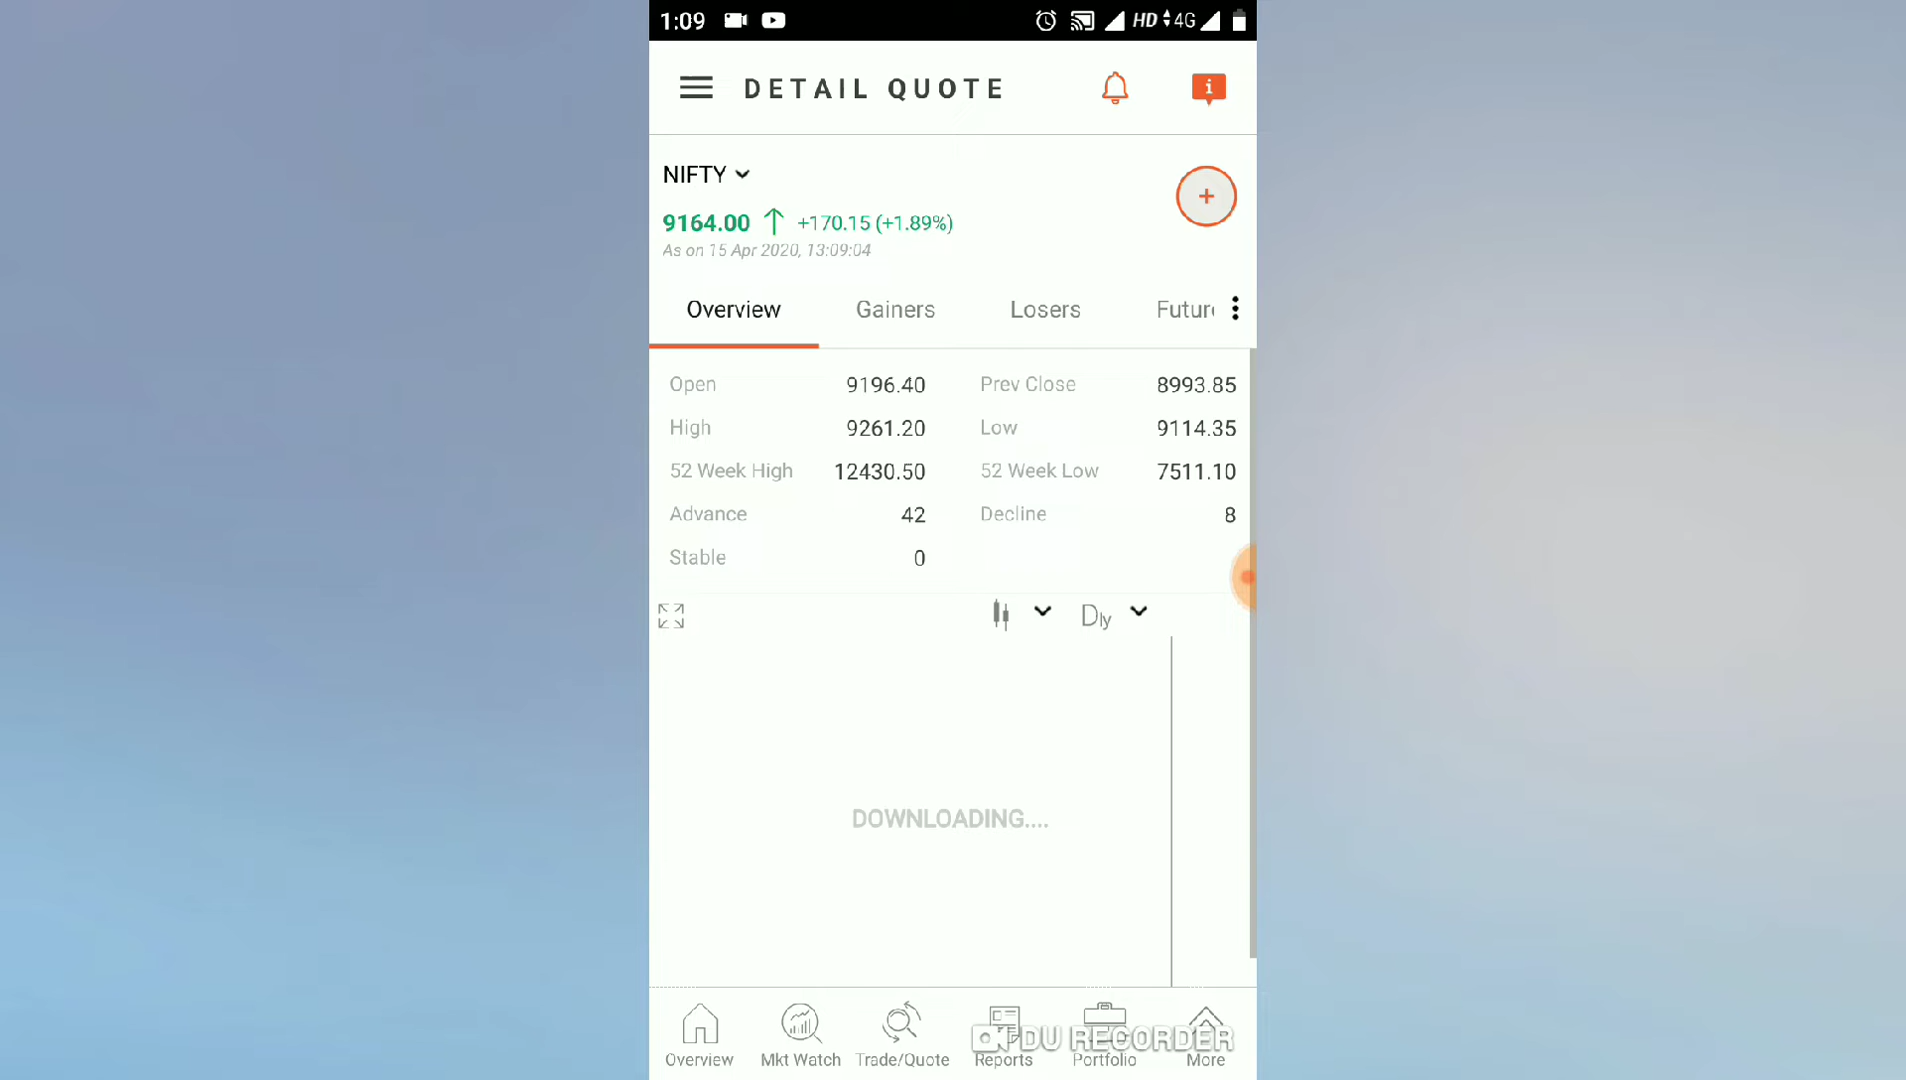 1:09 HD 4G
DETAIL QUOTE
NIFTY
9164.00 +170.15 (+1.89%)
As on 15 Apr 2020, 13:09:04
Overview Gainers Losers Futur
Open 9196.40 Prev Close 8993.85
High 9261.20 Low 9114.35
52 Week High 12430.50 52 Week Low 7511.10
Advance 42 Decline 8
Stable 0
Dly
DOWNLOADING....
DU RECORDER
Overview Mkt Watch Trade/Quote Reports Portfolio More